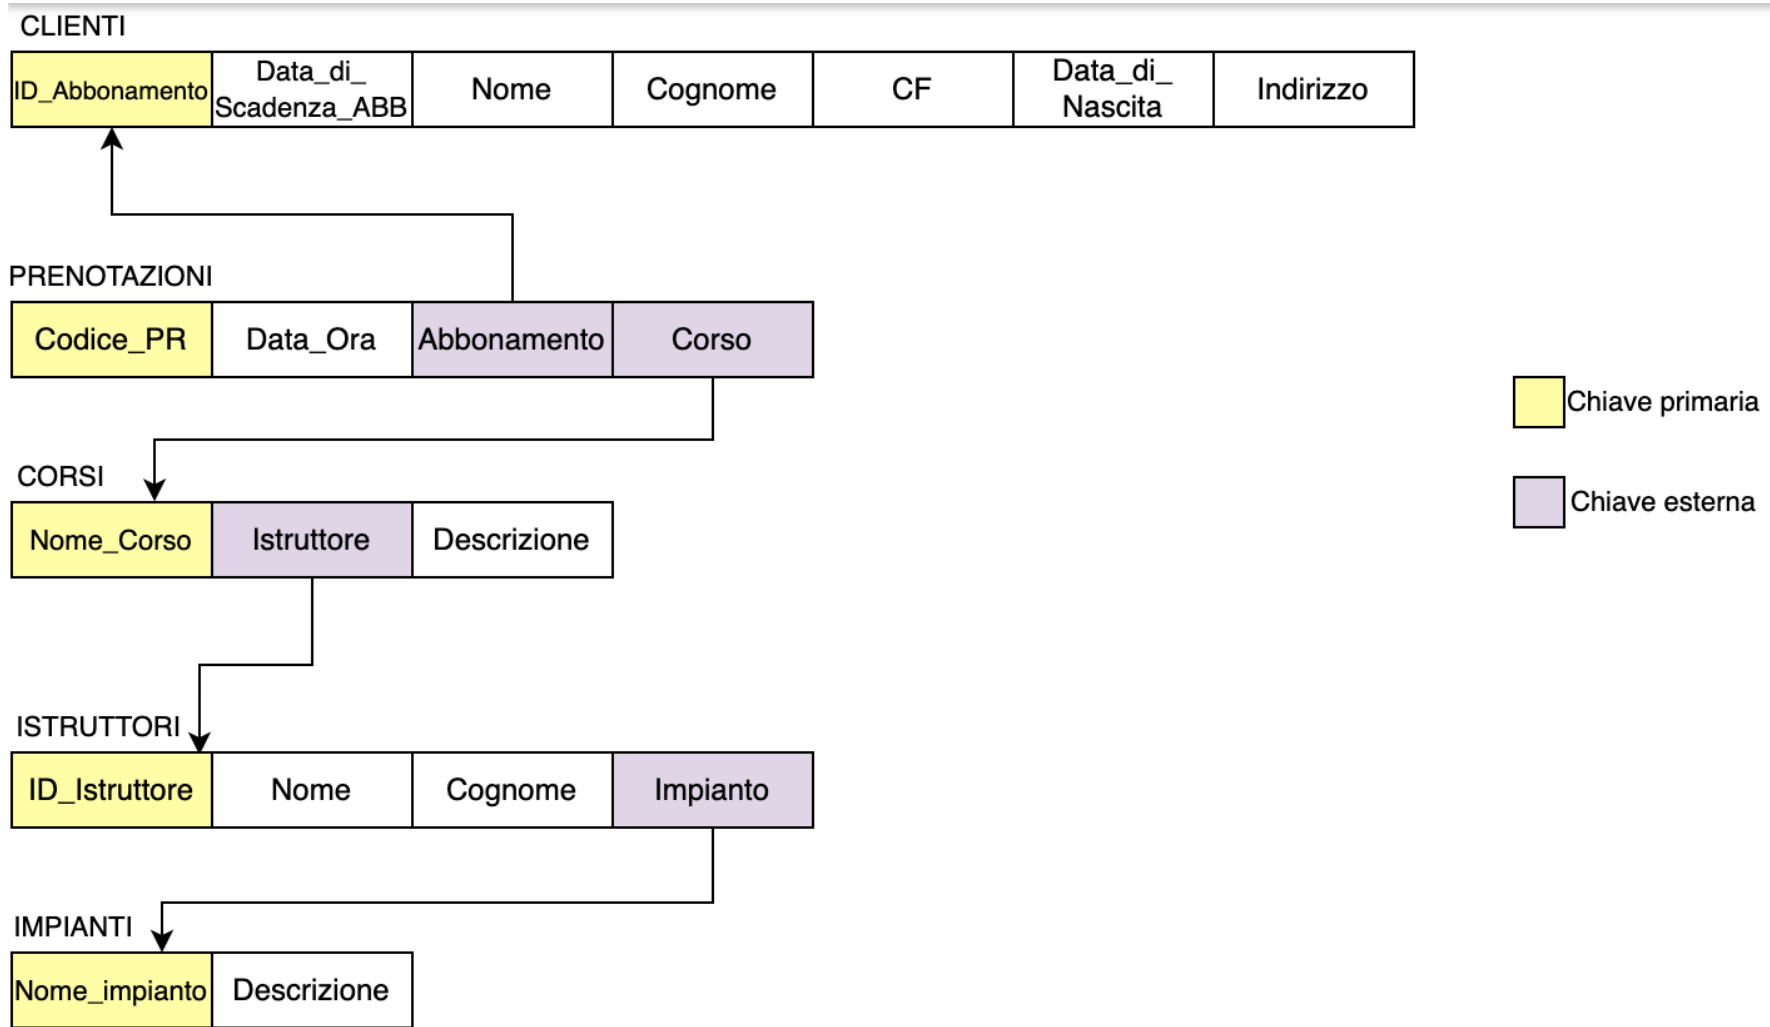 CLIENTI
ID_Abbonamento
Data_di_
Scadenza_ABB
Nome
Cognome
CF
Data_di_
Nascita
Indirizzo
PRENOTAZIONI
Codice_PR
Data_Ora
Abbonamento
Corso
Chiave primaria
CORSI
Chiave esterna
Nome_Corso
Istruttore
Descrizione
ISTRUTTORI
ID_Istruttore
Nome
Cognome
Impianto
IMPIANTI
Nome_impianto
Descrizione